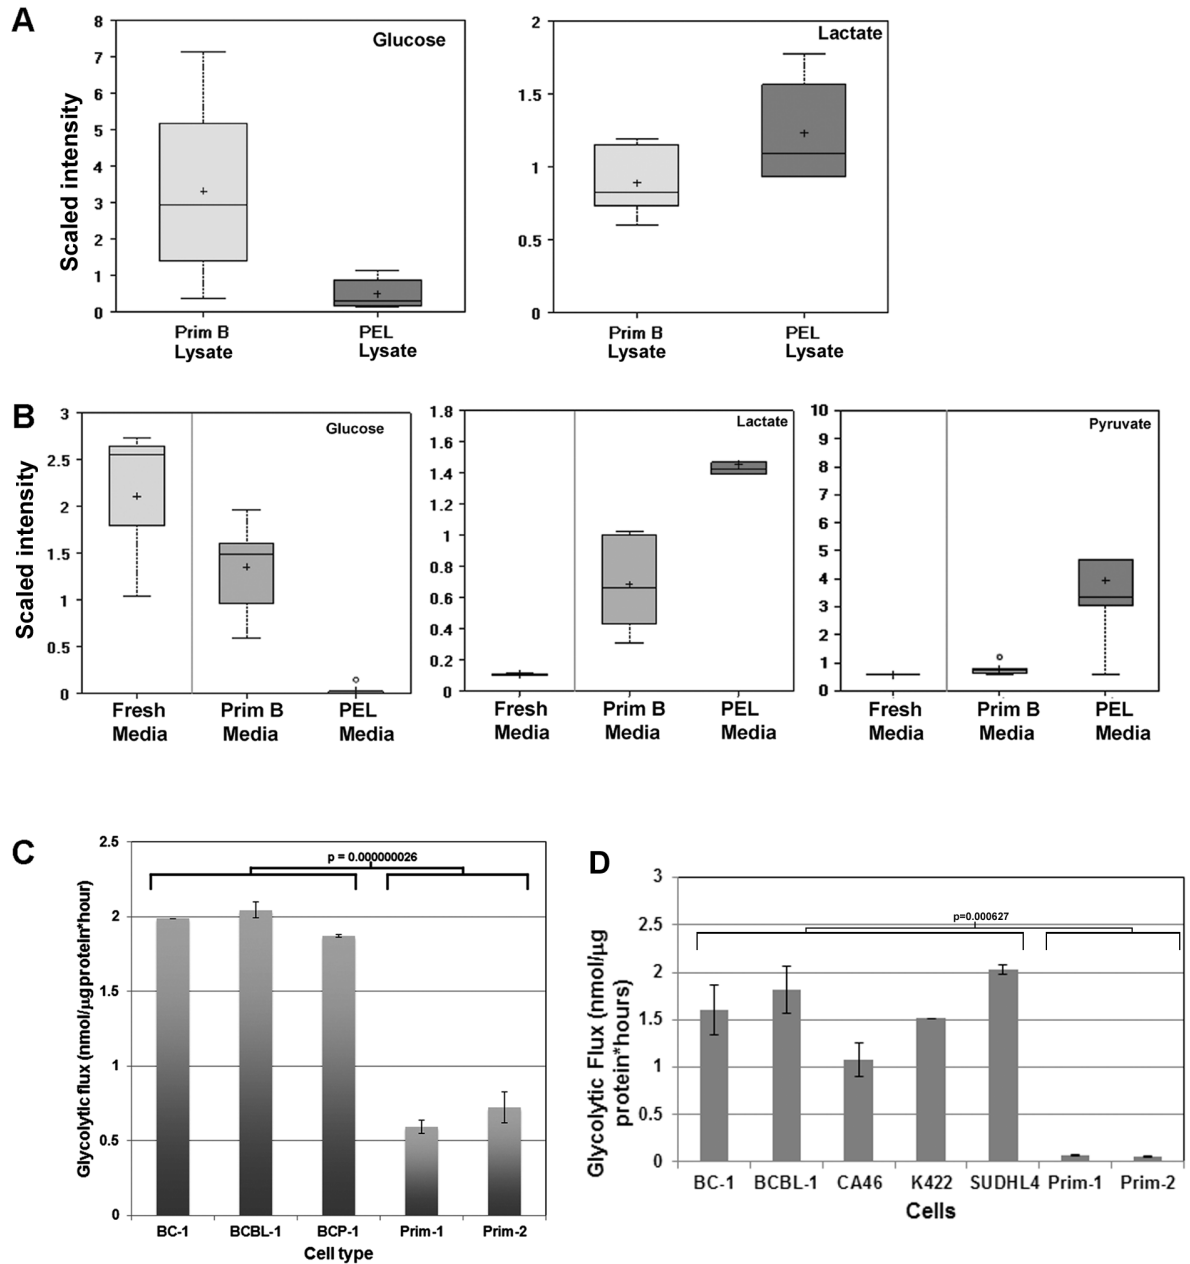 A
Scaled intensity
8
7
6
5
4
3
2
1
0
Glucose
Prim B
Lysate
PEL
Lysate
2
1.5
1
0.5
0
Lactate
Prim B
Lysate
PEL
Lysate
B
Scaled intensity
3
2.5
2
1.5
1
0.5
0
Glucose
Fresh
Media
Prim B
Media
PEL
Media
1.8
1.6
1.4
1.2
1
0.8
0.6
0.4
0.2
0
Lactate
Fresh
Media
Prim B
Media
PEL
Media
10
9
8
7
6
5
4
3
2
1
0
Pyruvate
Fresh
Media
Prim B
Media
PEL
Media
C
Glycolytic flux (nmol/µgprotein*hour)
2.5
2
1.5
1
0.5
0
p = 0.000000026
BC-1
BCBL-1
BCP-1
Prim-1
Prim-2
Cell type
D
Glycolytic Flux (nmol/µg
protein*hours)
3
2.5
2
1.5
1
0.5
0
p=0.000627
BC-1
BCBL-1
CA46
K422
SUDHL4
Prim-1
Prim-2
Cells